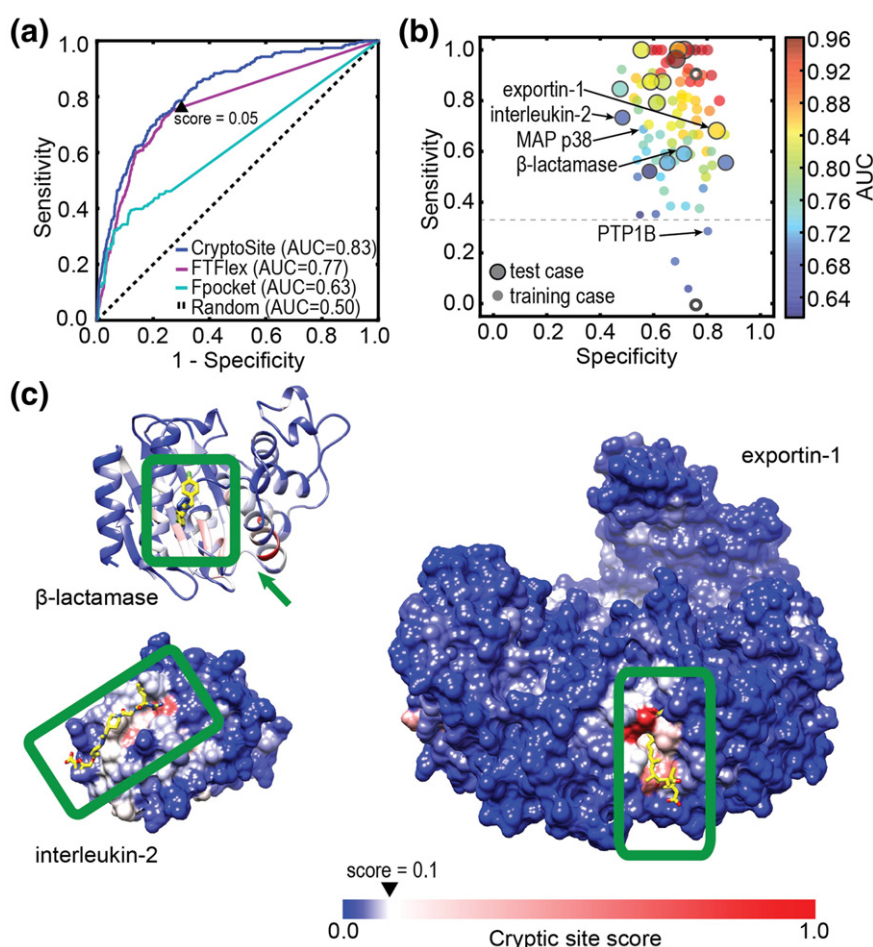 (a)
1.0
0.8
0.6
0.4
0.2
0.0
Sensitivity
score = 0.05
CryptoSite (AUC=0.83)
FTFlex (AUC=0.77)
Fpocket (AUC=0.63)
Random (AUC=0.50)
0.0 0.2 0.4 0.6 0.8 1.0
1 - Specificity
(b)
1.0
0.8
0.6
0.4
0.2
0.0
Sensitivity
exportin-1
interleukin-2
MAP p38
β-lactamase
PTP1B
test case
training case
0.0 0.2 0.4 0.6 0.8 1.0
Specificity
0.96
0.92
0.88
0.84
0.80
0.76
0.72
0.68
0.64
AUC
(c)
β-lactamase
interleukin-2
exportin-1
score = 0.1
0.0 1.0
Cryptic site score